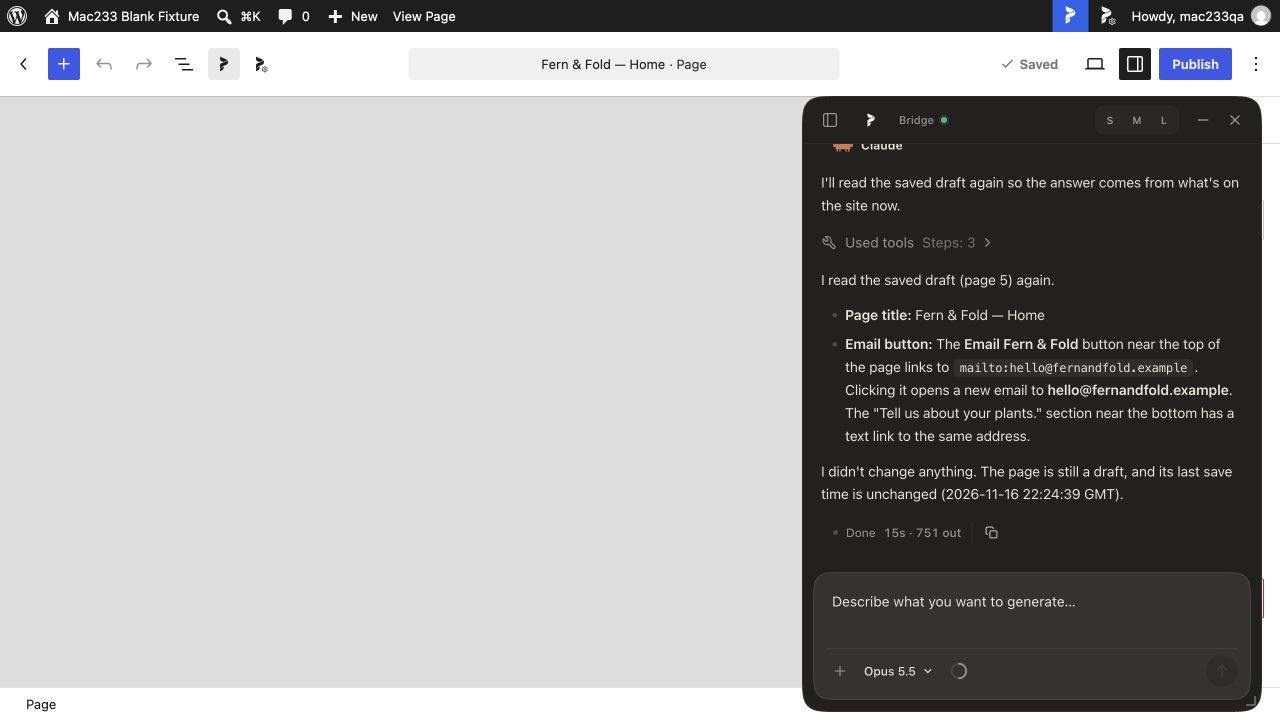 Mac233 Blank Fixture ⌘K 0 New View Page Howdy, mac233qa
Fern & Fold — Home · Page Saved Publish
Bridge S M L
Claude
I'll read the saved draft again so the answer comes from what's on
the site now.
Used tools Steps: 3
I read the saved draft (page 5) again.
Page title: Fern & Fold — Home
Email button: The Email Fern & Fold button near the top of
the page links to mailto:hello@fernandfold.example .
Clicking it opens a new email to hello@fernandfold.example.
The "Tell us about your plants." section near the bottom has a
text link to the same address.
I didn't change anything. The page is still a draft, and its last save
time is unchanged (2026-11-16 22:24:39 GMT).
Done 15s · 751 out
Describe what you want to generate...
Opus 5.5
Page